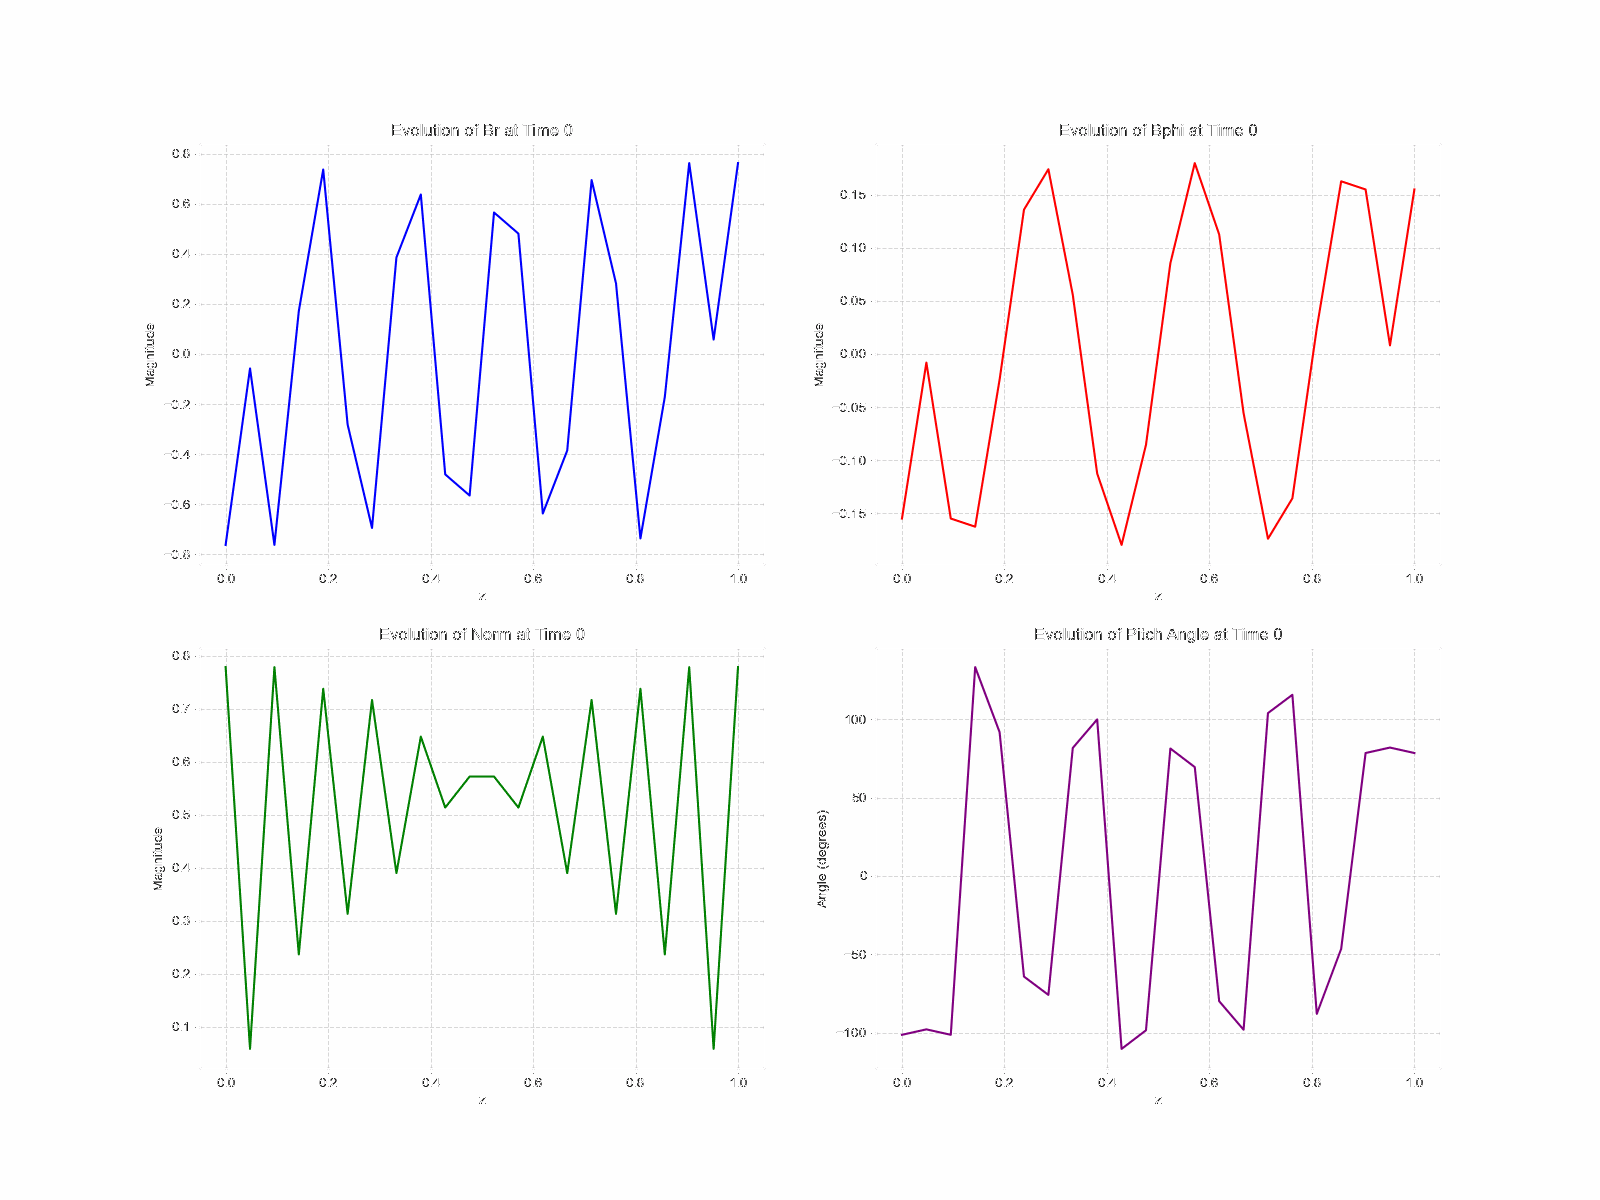 Evolution of Br at Time 0
0.8
0.6
0.4
0.2
0.0
−0.2
−0.4
−0.6
−0.8
Magnitude
0.0 0.2 0.4 0.6 0.8 1.0
z
Evolution of Bphi at Time 0
0.15
0.10
0.05
0.00
−0.05
−0.10
−0.15
Magnitude
0.0 0.2 0.4 0.6 0.8 1.0
z
Evolution of Norm at Time 0
0.8
0.7
0.6
0.5
0.4
0.3
0.2
0.1
Magnitude
0.0 0.2 0.4 0.6 0.8 1.0
z
Evolution of Pitch Angle at Time 0
100
50
0
−50
−100
Angle (degrees)
0.0 0.2 0.4 0.6 0.8 1.0
z